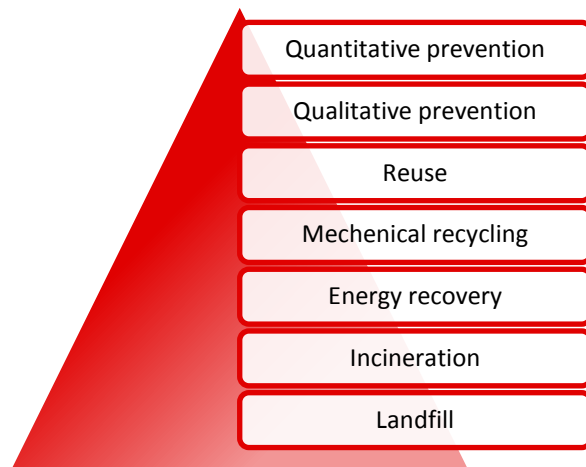 Quantitative prevention
Qualitative prevention
Reuse
Mechenical recycling
Energy recovery
Incineration
Landfill